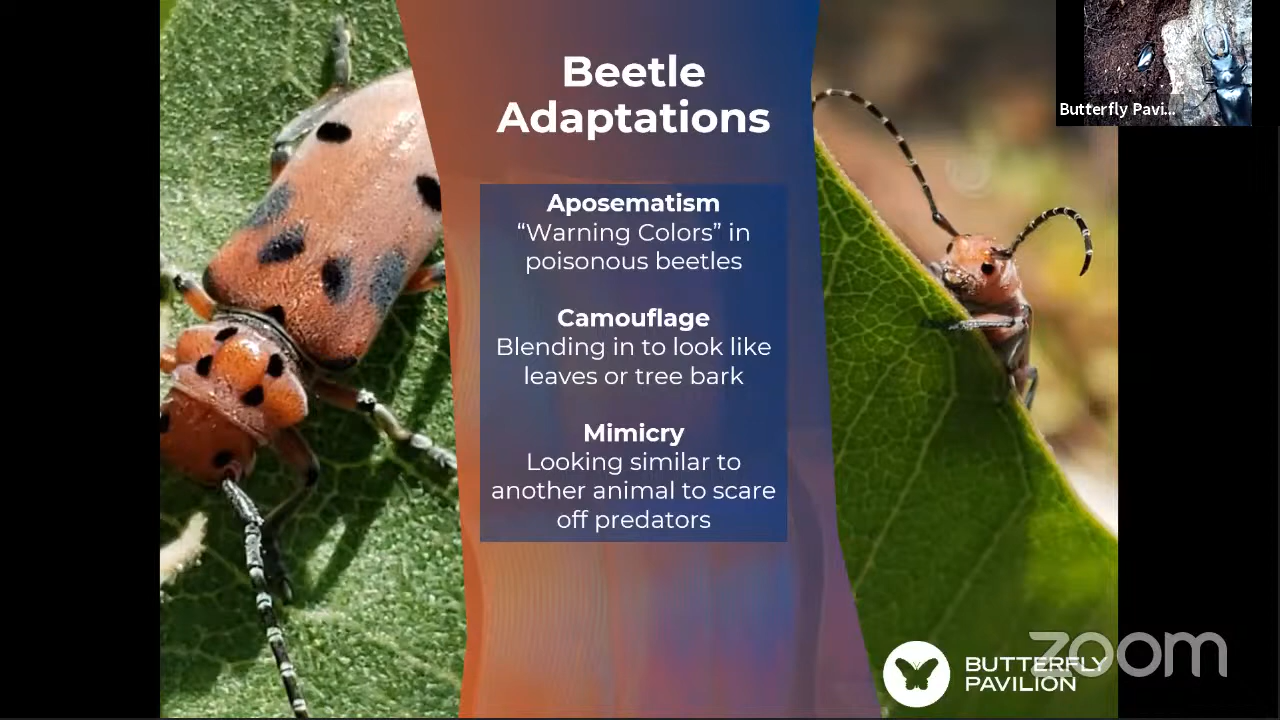 Beetle
Adaptations
Aposematism
“Warning Colors” in
poisonous beetles
Camouflage
Blending in to look like
leaves or tree bark
Mimicry
Looking similar to
another animal to scare
off predators
Butterfly Pavi...
BUTTERFLY
PAVILION
zoom